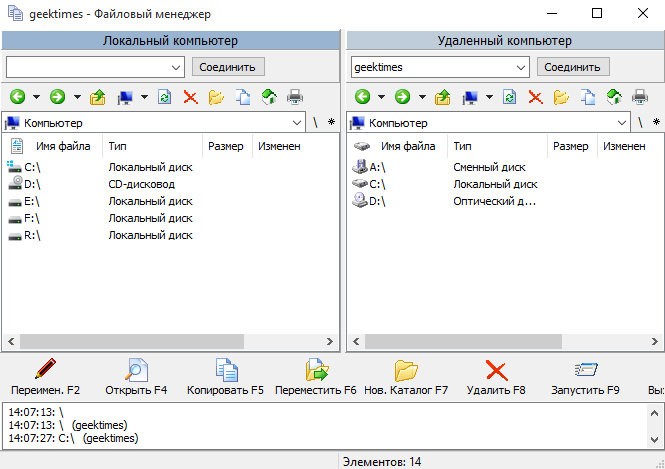 geektimes - Файловый менеджер
Локальный компьютер
Удаленный компьютер
Соединить
geektimes
Соединить
Компьютер
\ *
Компьютер
\ *
Имя файла Тип Размер Изменен
C:\ Локальный диск
D:\ CD-дисковод
E:\ Локальный диск
F:\ Локальный диск
R:\ Локальный диск
Имя файла Тип Размер Изменен
A:\ Сменный диск
C:\ Локальный диск
D:\ Оптический д...
Переимен. F2 Открыть F4 Копировать F5 Переместить F6 Нов. Каталог F7 Удалить F8 Запустить F9 Вы
14:07:13: \
14:07:13: \ (geektimes)
14:07:27: C:\ (geektimes)
Элементов: 14